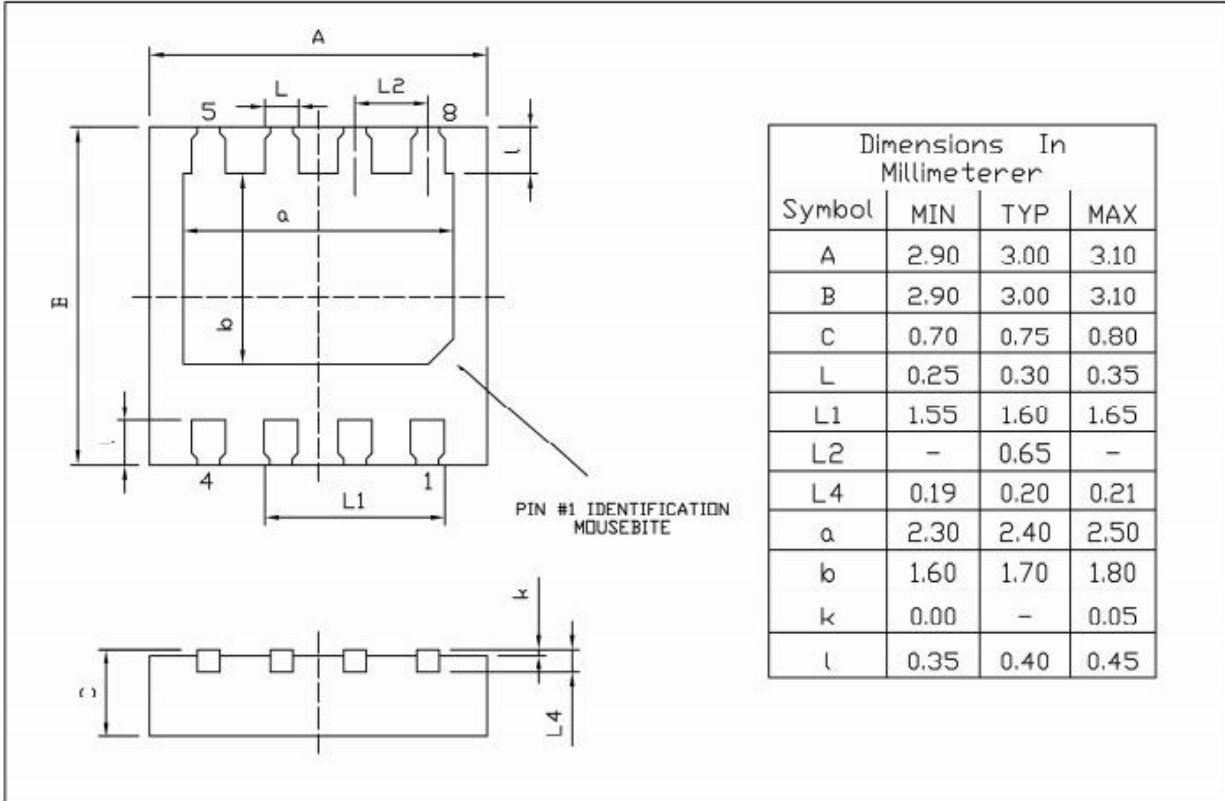 A
L
L2
5
8
l
a
B
b
4
1
L1
PIN #1 IDENTIFICATION
MOUSEBITE
k
C
L4
Dimensions In
Millimeterer
Symbol MIN TYP MAX
A 2.90 3.00 3.10
B 2.90 3.00 3.10
C 0.70 0.75 0.80
L 0.25 0.30 0.35
L1 1.55 1.60 1.65
L2 - 0.65 -
L4 0.19 0.20 0.21
a 2.30 2.40 2.50
b 1.60 1.70 1.80
k 0.00 - 0.05
l 0.35 0.40 0.45